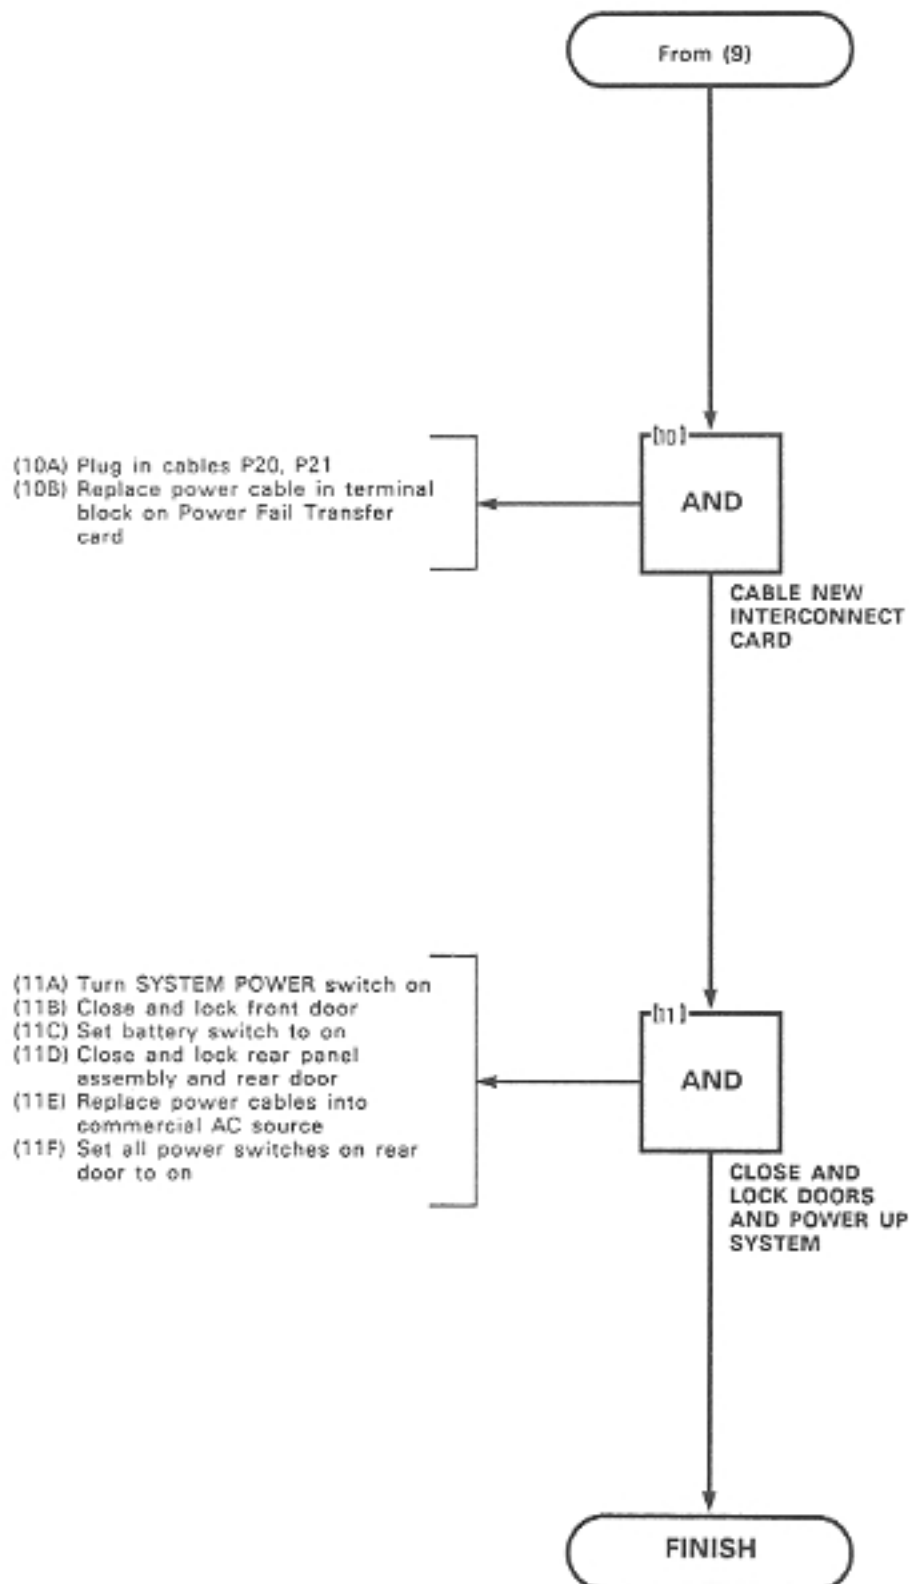 From (9)
(10)
AND
(10A) Plug in cables P20, P21
(10B) Replace power cable in terminal
block on Power Fail Transfer
card
CABLE NEW
INTERCONNECT
CARD
(11)
AND
(11A) Turn SYSTEM POWER switch on
(11B) Close and lock front door
(11C) Set battery switch to on
(11D) Close and lock rear panel
assembly and rear door
(11E) Replace power cables into
commercial AC source
(11F) Set all power switches on rear
door to on
CLOSE AND
LOCK DOORS
AND POWER UP
SYSTEM
FINISH